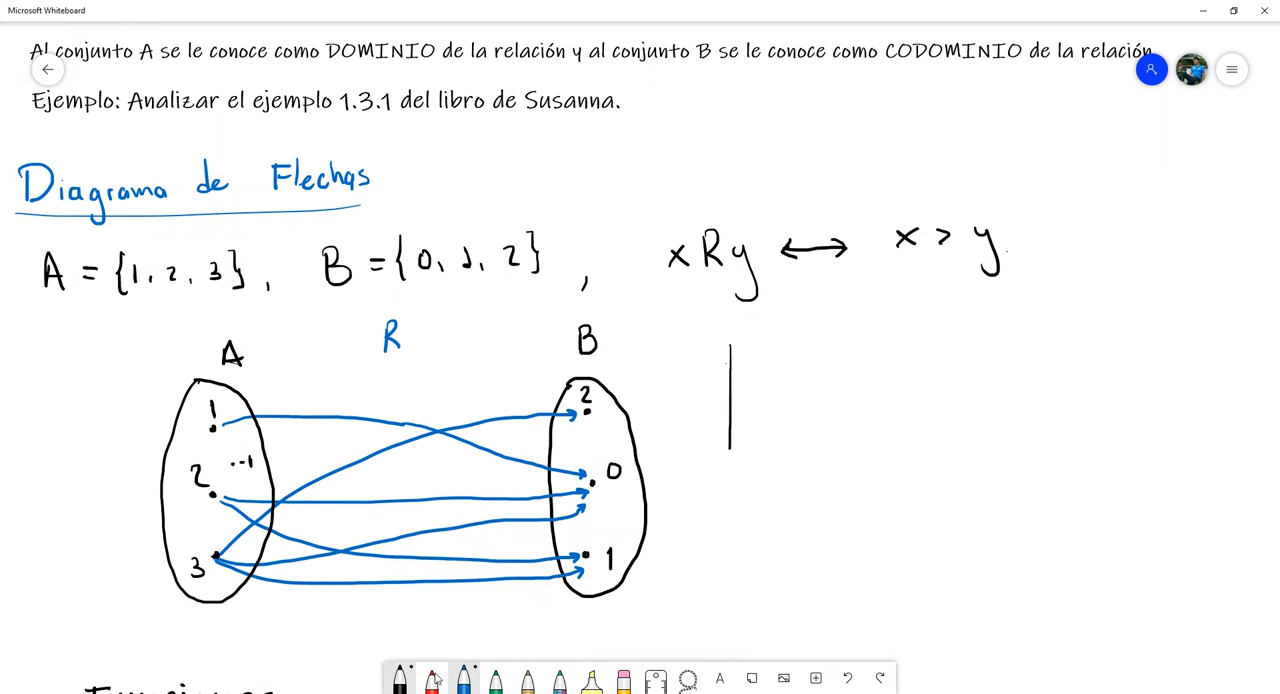 Microsoft Whiteboard
Al conjunto A se le conoce como DOMINIO de la relación y al conjunto B se le conoce como CODOMINIO de la relación
Ejemplo: Analizar el ejemplo 1.3.1 del libro de Susanna.
Diagrama de Flechas
A = {1, 2, 3}, B = {0, 1, 2}, x R y ↔ x > y
A R B
1 2
2 -1 0
3 1
A